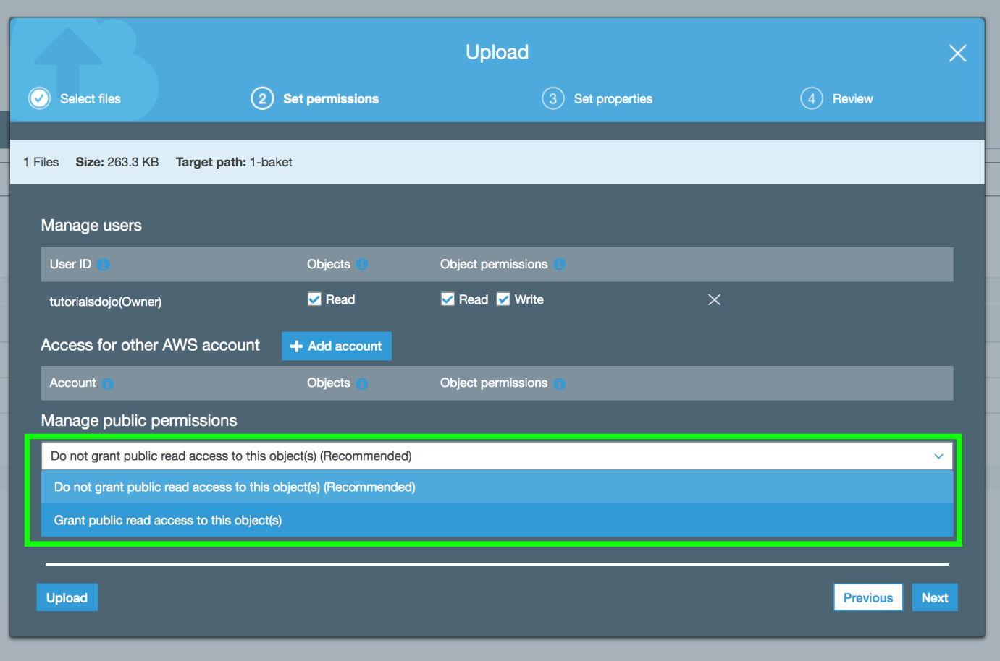 Upload
Select files 2 Set permissions 3 Set properties 4 Review
1 Files Size: 263.3 KB Target path: 1-baket
Manage users
User ID Objects Object permissions
tutorialsdojo(Owner) Read Read Write
Access for other AWS account Add account
Account Objects Object permissions
Manage public permissions
Do not grant public read access to this object(s) (Recommended)
Do not grant public read access to this object(s) (Recommended)
Grant public read access to this object(s)
Upload Previous Next